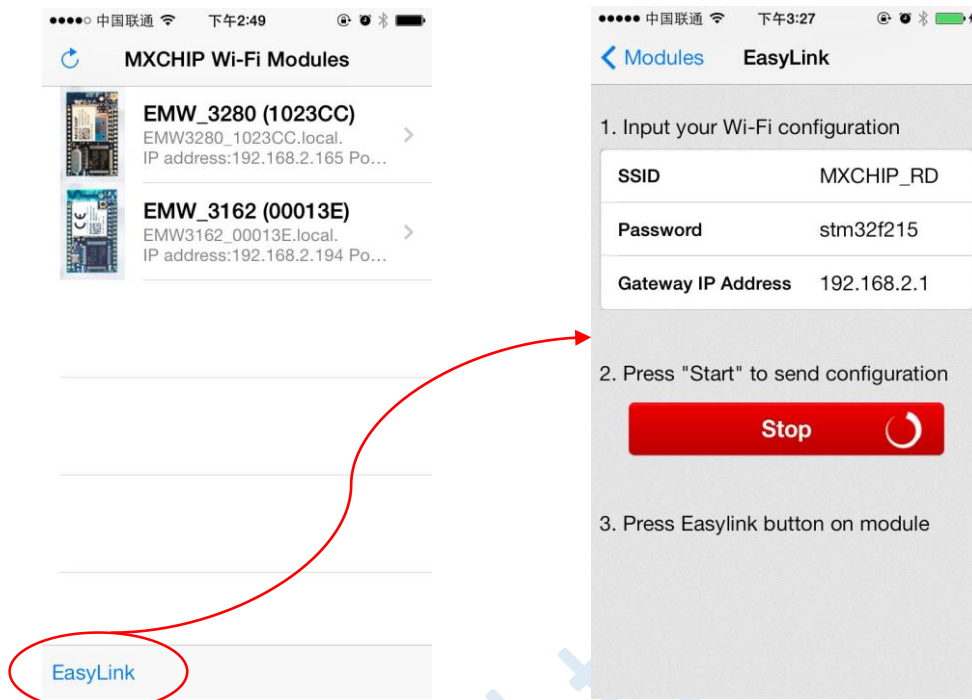 中国联通 下午2:49
MXCHIP Wi-Fi Modules
EMW_3280 (1023CC)
EMW3280_1023CC.local.
IP address:192.168.2.165 Po...
EMW_3162 (00013E)
EMW3162_00013E.local.
IP address:192.168.2.194 Po...
EasyLink
中国联通 下午3:27
Modules EasyLink
1. Input your Wi-Fi configuration
SSID MXCHIP_RD
Password stm32f215
Gateway IP Address 192.168.2.1
2. Press "Start" to send configuration
Stop
3. Press Easylink button on module